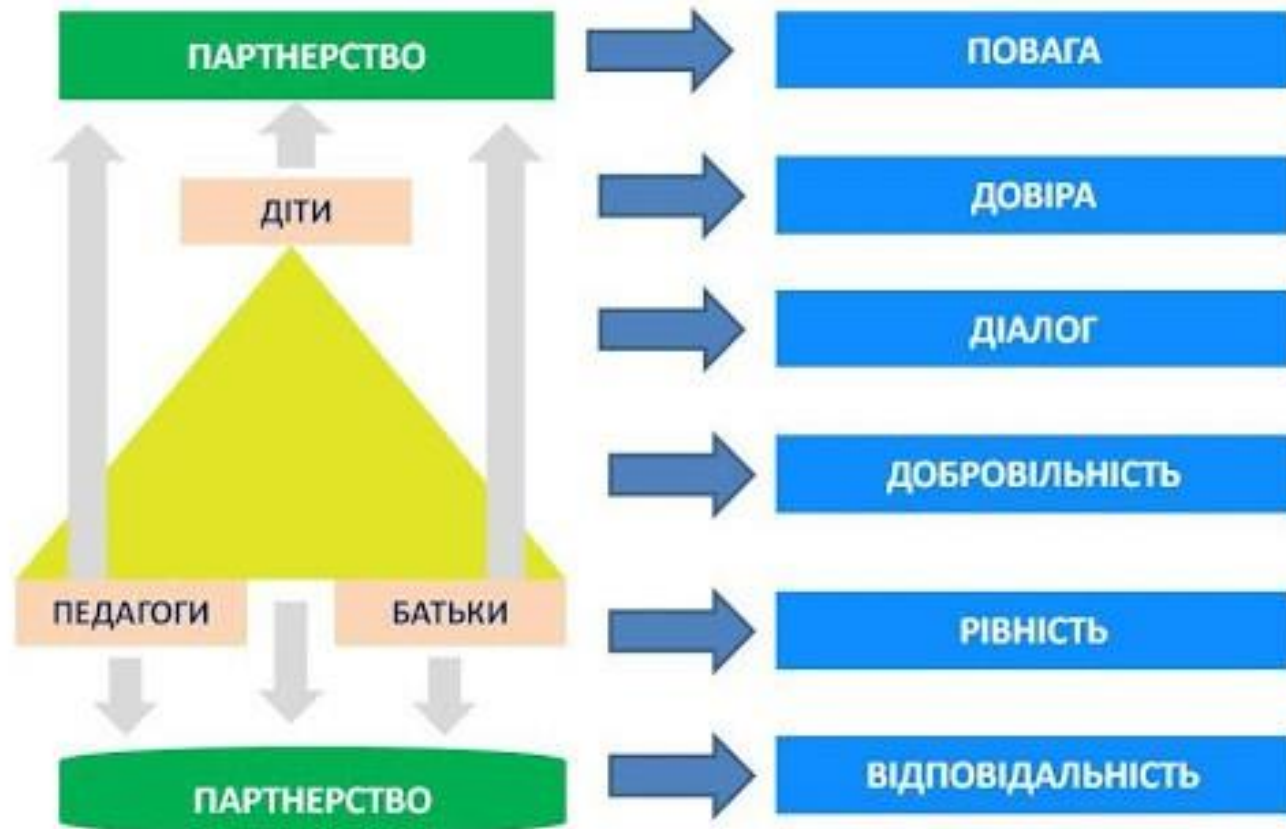 ПАРТНЕРСТВО
ДІТИ
ПЕДАГОГИ
БАТЬКИ
ПАРТНЕРСТВО
ПОВАГА
ДОВІРА
ДІАЛОГ
ДОБРОВІЛЬНІСТЬ
РІВНІСТЬ
ВІДПОВІДАЛЬНІСТЬ